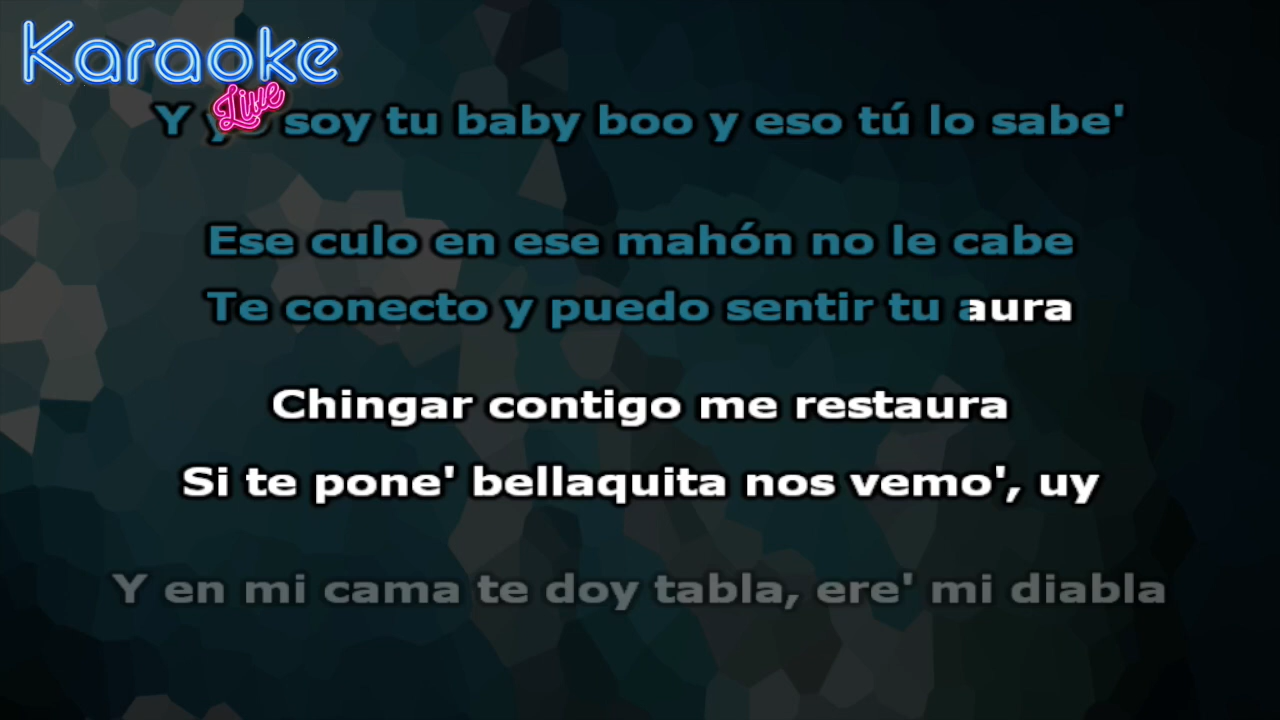 Karaoke
Live
Y yo soy tu baby boo y eso tú lo sabe'
Ese culo en ese mahón no le cabe
Te conecto y puedo sentir tu aura
Chingar contigo me restaura
Si te pone' bellaquita nos vemo', uy
Y en mi cama te doy tabla, ere' mi diabla